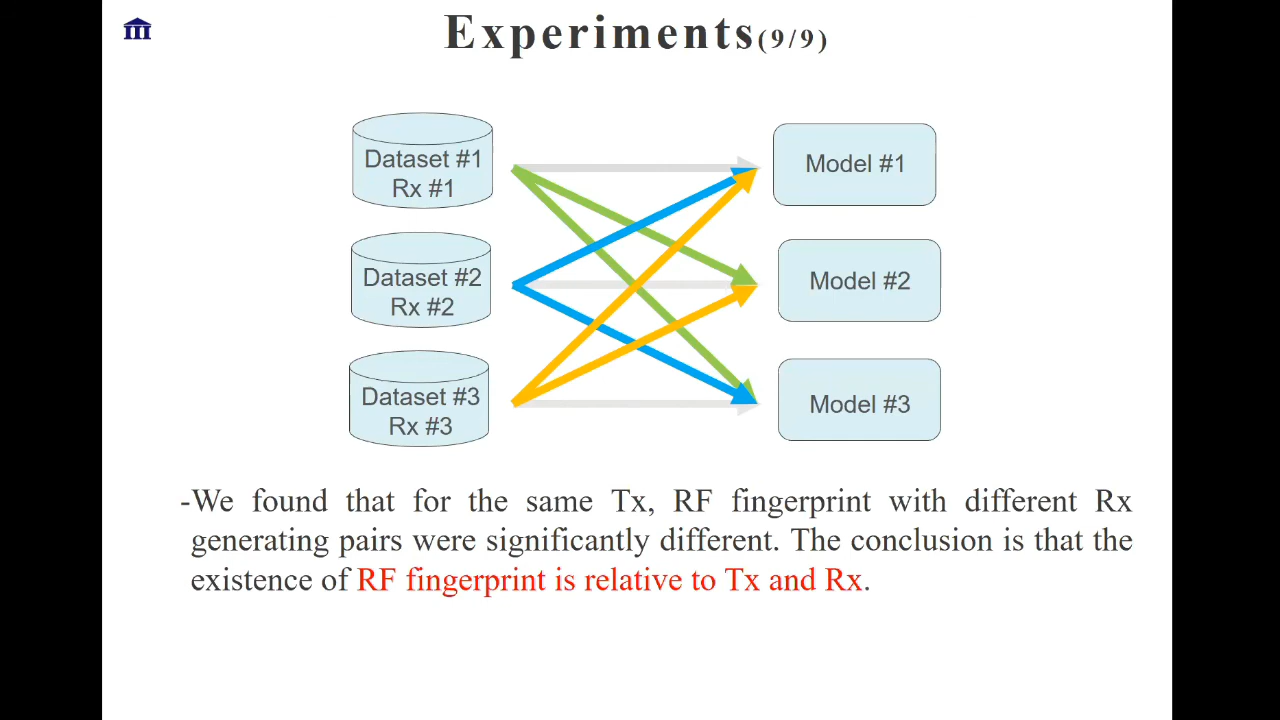 Experiments(9/9)
Dataset #1
Rx #1
Model #1
Dataset #2
Rx #2
Model #2
Dataset #3
Rx #3
Model #3
-We found that for the same Tx, RF fingerprint with different Rx
generating pairs were significantly different. The conclusion is that the
existence of RF fingerprint is relative to Tx and Rx.